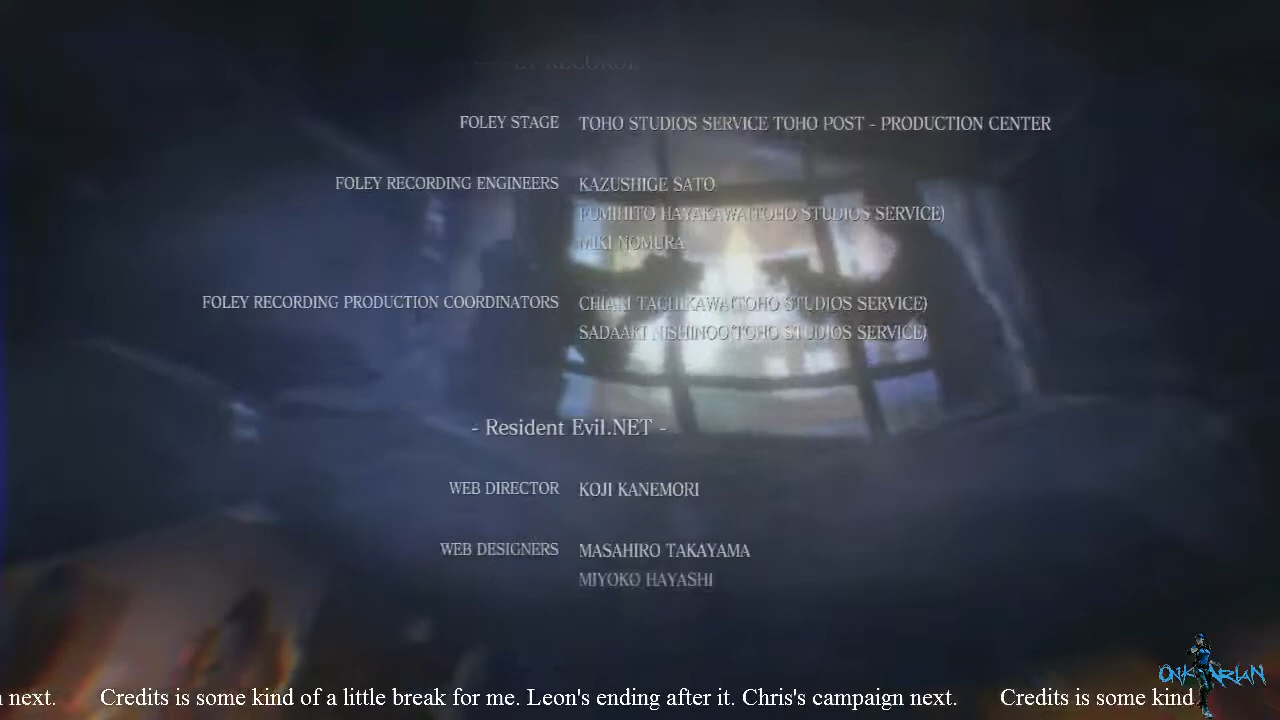 FOLEY STAGE TOHO STUDIOS SERVICE TOHO POST - PRODUCTION CENTER
FOLEY RECORDING ENGINEERS KAZUSHIGE SATO
FUMIHITO HAYAKAWA(TOHO STUDIOS SERVICE)
MIKI NOMURA
FOLEY RECORDING PRODUCTION COORDINATORS CHIAKI TACHIKAWA(TOHO STUDIOS SERVICE)
SADAAKI NISHINOO(TOHO STUDIOS SERVICE)
- Resident Evil.NET -
WEB DIRECTOR KOJI KANEMORI
WEB DESIGNERS MASAHIRO TAKAYAMA
MIYOKO HAYASHI
n next. Credits is some kind of a little break for me. Leon's ending after it. Chris's campaign next. Credits is some kind